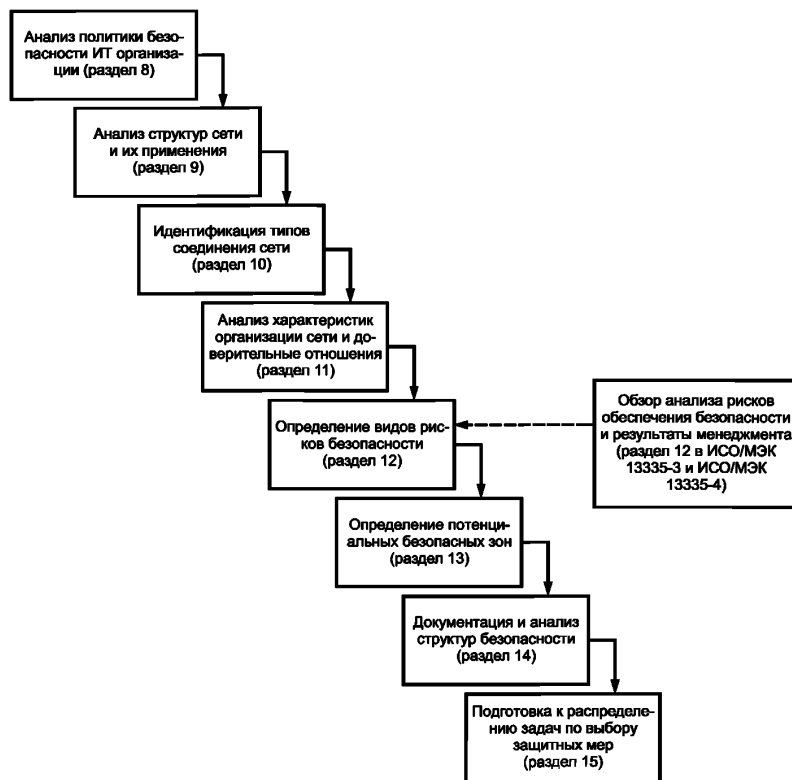 Анализ политики безо-
пасности ИТ организа-
ции (раздел 8)
Анализ структур сети
и их применения
(раздел 9)
Идентификация типов
соединения сети
(раздел 10)
Анализ характеристик
организации сети и до-
верительные отношения
(раздел 11)
Определение видов рис-
ков безопасности
(раздел 12)
Обзор анализа рисков
обеспечения безопасности
и результаты менеджмента
(раздел 12 в ИСО/МЭК
13335-3 и ИСО/МЭК
13335-4)
Определение потенци-
альных безопасных зон
(раздел 13)
Документация и анализ
структур безопасности
(раздел 14)
Подготовка к распределе-
нию задач по выбору
защитных мер
(раздел 15)